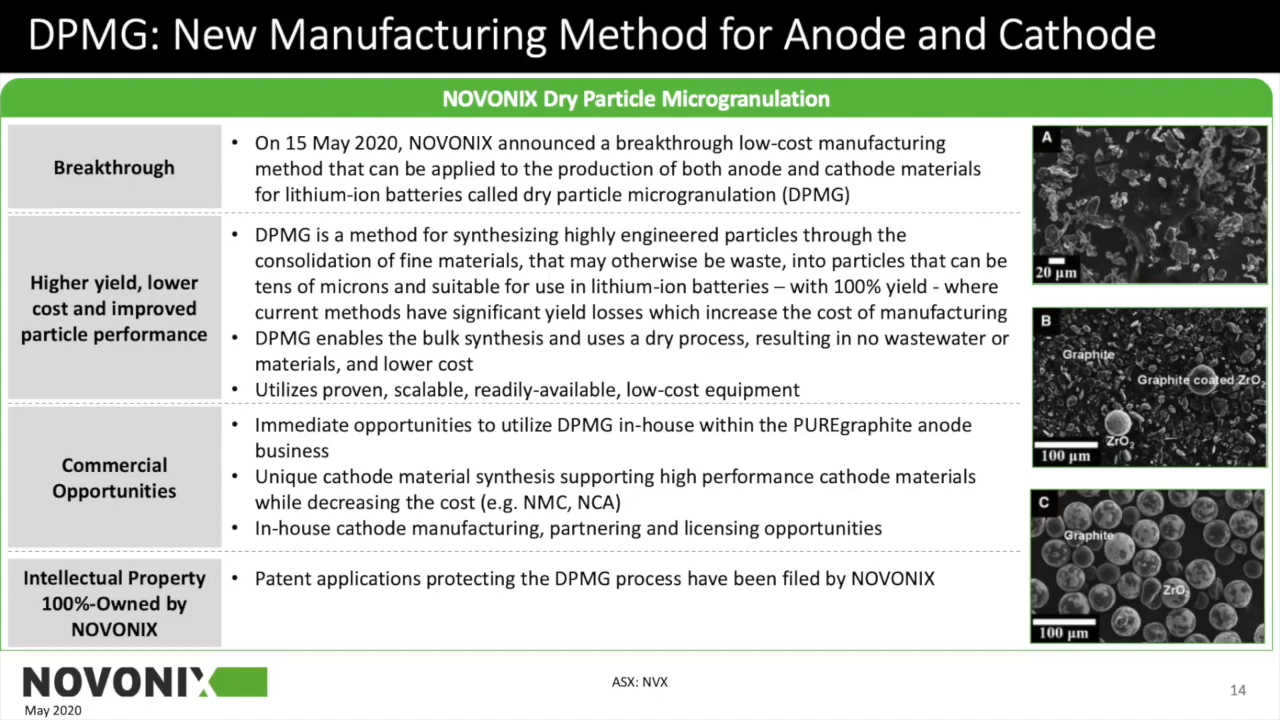 DPMG: New Manufacturing Method for Anode and Cathode
NOVONIX Dry Particle Microgranulation
Breakthrough
• On 15 May 2020, NOVONIX announced a breakthrough low-cost manufacturing
method that can be applied to the production of both anode and cathode materials
for lithium-ion batteries called dry particle microgranulation (DPMG)
Higher yield, lower
cost and improved
particle performance
• DPMG is a method for synthesizing highly engineered particles through the
consolidation of fine materials, that may otherwise be waste, into particles that can be
tens of microns and suitable for use in lithium-ion batteries – with 100% yield - where
current methods have significant yield losses which increase the cost of manufacturing
• DPMG enables the bulk synthesis and uses a dry process, resulting in no wastewater or
materials, and lower cost
• Utilizes proven, scalable, readily-available, low-cost equipment
Commercial
Opportunities
• Immediate opportunities to utilize DPMG in-house within the PUREgraphite anode
business
• Unique cathode material synthesis supporting high performance cathode materials
while decreasing the cost (e.g. NMC, NCA)
• In-house cathode manufacturing, partnering and licensing opportunities
Intellectual Property
100%-Owned by
NOVONIX
• Patent applications protecting the DPMG process have been filed by NOVONIX
A
20 μm
B
Graphite
Graphite coated ZrO₂
ZrO₂
100 μm
C
Graphite
ZrO₂
100 μm
NOVONIX
May 2020
ASX: NVX
14